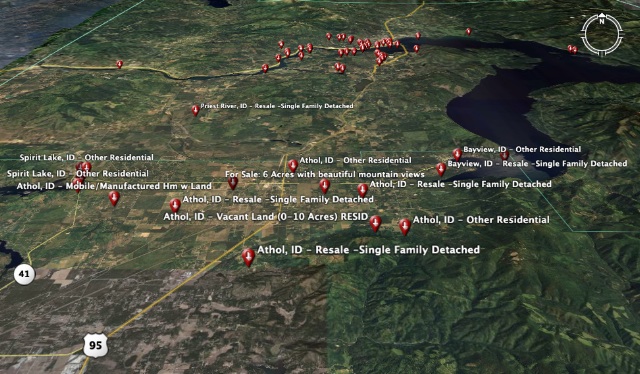 N
Priest River, ID - Resale -Single Family Detached
Bayview, ID - Other Residential
Spirit Lake, ID - Other Residential
Athol, ID - Other Residential
Bayview, ID - Resale -Single Family Detached
Spirit Lake, ID - Other Residential
For Sale: 6 Acres with beautiful mountain views
Athol, ID - Mobile/Manufactured Hm w Land
Athol, ID - Resale -Single Family Detached
Athol, ID - Resale -Single Family Detached
Athol, ID - Vacant Land (0-10 Acres) RESID
Athol, ID - Other Residential
Athol, ID - Resale -Single Family Detached
41
95